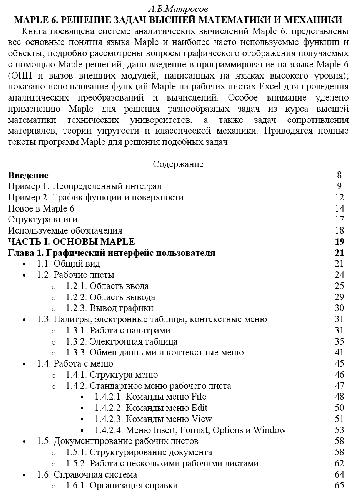 А.В.Матросов
MAPLE 6. РЕШЕНИЕ ЗАДАЧ ВЫСШЕЙ МАТЕМАТИКИ И МЕХАНИКИ
Книга посвящена системе аналитических вычислений Maple 6: представлены
все основные понятия языка Maple и наиболее часто используемые функции и
объекты, подробно рассмотрены вопросы графического отображения получаемых
с помощью Maple решений, дано введение в программирование на языке Maple 6
(ОПП и вызов внешних модулей, написанных на языках высокого уровня);
показано использование функций Maple на рабочих листах Excel для проведения
аналитических преобразований и вычислений. Особое внимание уделено
применению Maple для решения разнообразных задач из курса высшей
математики технических университетов, а также задач сопротивления
материалов, теории упругости и классической механики. Приводятся полные
тексты программ Maple для решения подобных задач.
Содержание
Введение 8
Пример 1. Неопределенный интеграл 9
Пример 2. График функции и поверхности 12
Новое в Maple 6 14
Структура книги 17
Используемые обозначения 18
ЧАСТЬ I. ОСНОВЫ MAPLE 19
Глава 1. Графический интерфейс пользователя 21
• 1.1. Общий вид 21
• 1.2. Рабочие листы 24
o 1.2.1. Область ввода 25
o 1.2.2. Область вывода 29
o 1.2.3. Вывод графики 30
• 1.3. Палитры, электронные таблицы, контекстные меню 31
o 1.3.1. Работа с палитрами 31
o 1.3.2. Электронная таблица 35
o 1.3.3. Обмен данными и контекстные меню 41
• 1.4. Работа с меню 45
o 1.4.1. Структура меню 46
o 1.4.2. Стандартное меню рабочего листа 47
▪ 1.4.2.1. Команды меню File 48
▪ 1.4.2.2. Команды меню Edit 50
▪ 1.4.2.3. Команды меню View 51
▪ 1.4.2.4. Меню Insert, Format, Options и Window 53
• 1.5. Документирование рабочих листов 58
o 1.5.1. Структурирование документа 58
o 1.5.2. Работа с несколькими рабочими листами 62
• 1.6. Справочная система 64
o 1.6.1. Организация справки 65